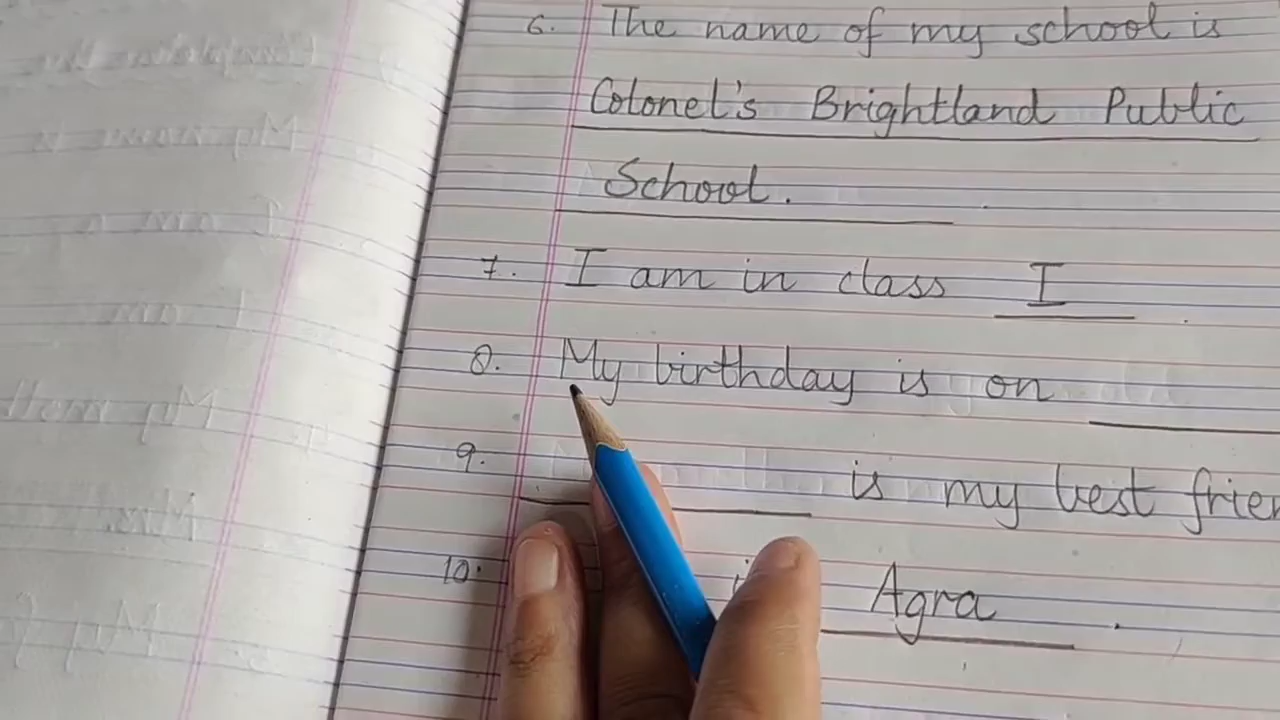 6. The name of my school is
Colonel's Brightland Public
School.
7. I am in class I
8. My birthday is on
9. is my best frien
10. Agra.